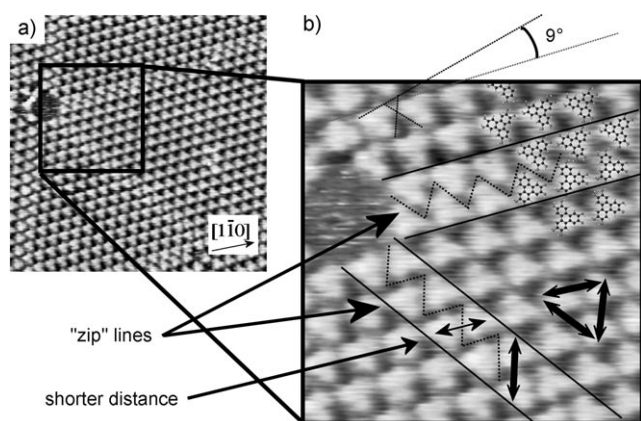 a)
b)
9°
[11̅0]
"zip" lines
shorter distance